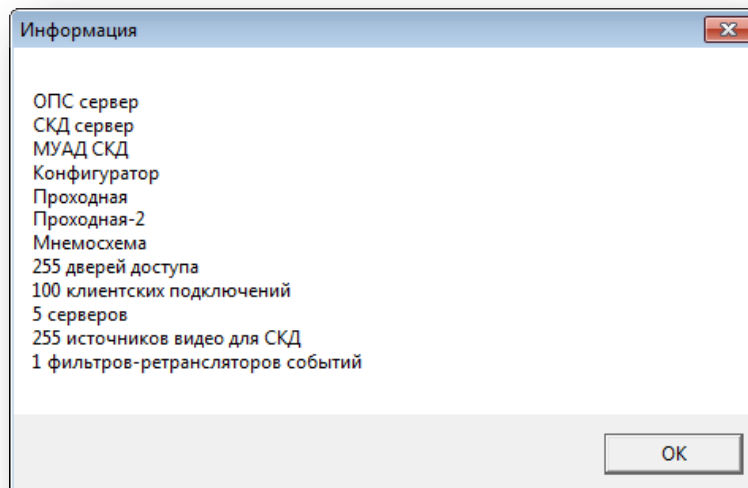 Информация
ОПС сервер
СКД сервер
МУАД СКД
Конфигуратор
Проходная
Проходная-2
Мнемосхема
255 дверей доступа
100 клиентских подключений
5 серверов
255 источников видео для СКД
1 фильтров-ретрансляторов событий
ОК